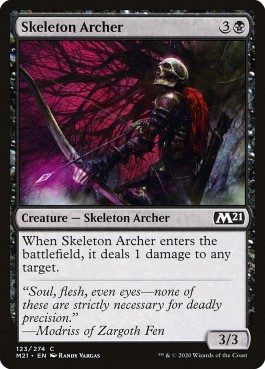 Skeleton Archer 3
Creature — Skeleton Archer M21
When Skeleton Archer enters the
battlefield, it deals 1 damage to any
target.
“Soul, flesh, even eyes—none of
these are strictly necessary for deadly
precision.”
—Modriss of Zargoth Fen
3/3
123/274 C
M21 • EN RANDY VARGAS
™ & © 2020 Wizards of the Coast